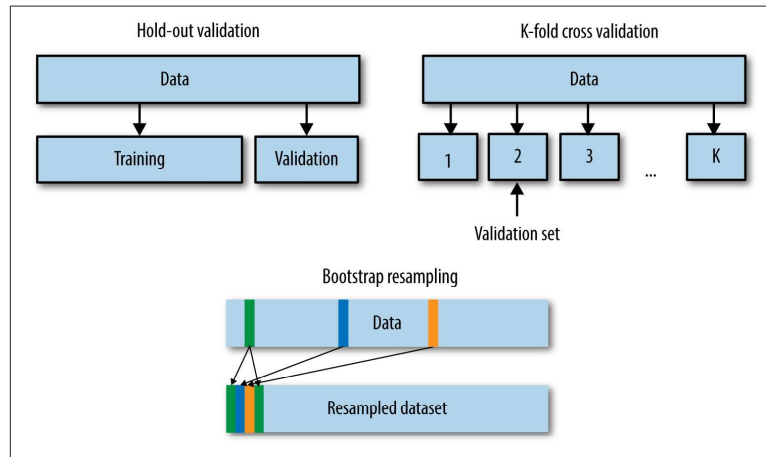 Hold-out validation
Data
Training Validation
K-fold cross validation
Data
1 2 3 ... K
Validation set
Bootstrap resampling
Data
Resampled dataset